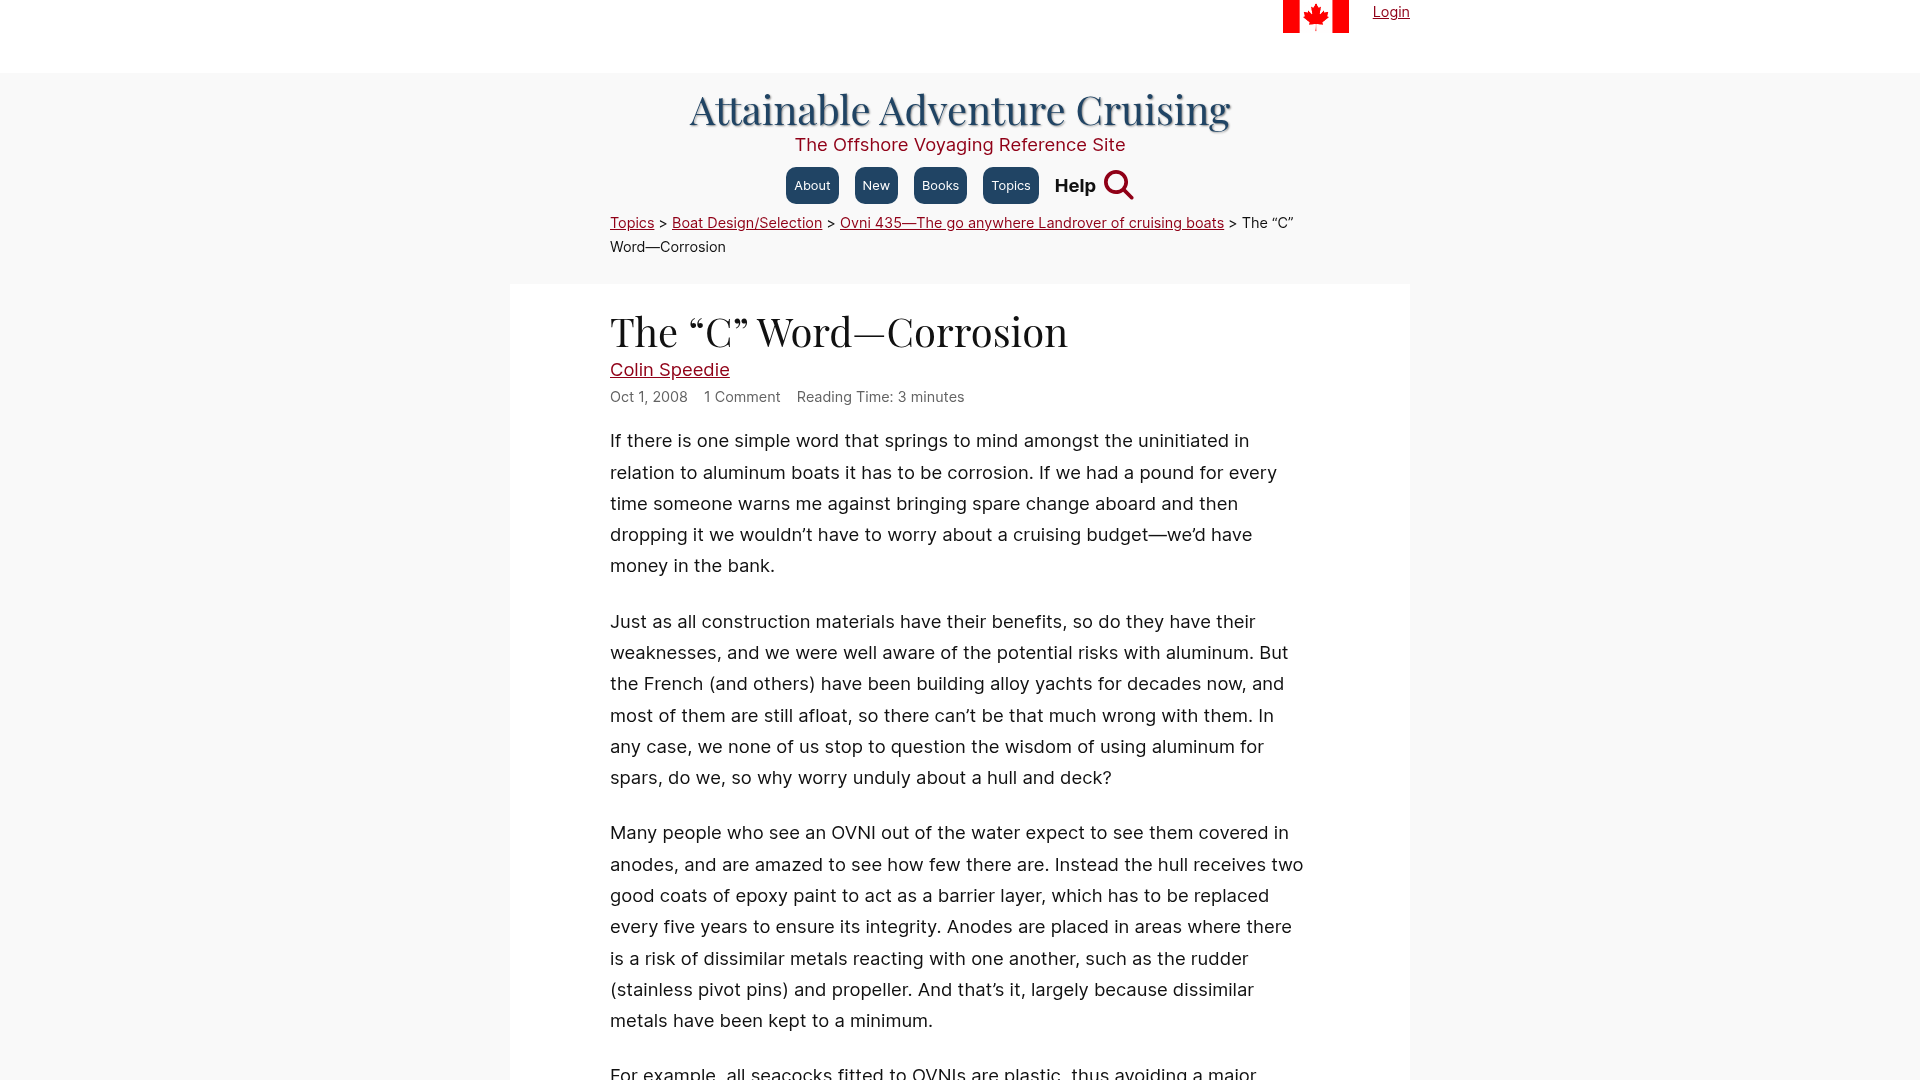 Login
Attainable Adventure Cruising
The Offshore Voyaging Reference Site
About New Books Topics Help
Topics > Boat Design/Selection > Ovni 435—The go anywhere Landrover of cruising boats > The “C”
Word—Corrosion
The “C” Word—Corrosion
Colin Speedie
Oct 1, 2008 1 Comment Reading Time: 3 minutes
If there is one simple word that springs to mind amongst the uninitiated in
relation to aluminum boats it has to be corrosion. If we had a pound for every
time someone warns me against bringing spare change aboard and then
dropping it we wouldn’t have to worry about a cruising budget—we’d have
money in the bank.
Just as all construction materials have their benefits, so do they have their
weaknesses, and we were well aware of the potential risks with aluminum. But
the French (and others) have been building alloy yachts for decades now, and
most of them are still afloat, so there can’t be that much wrong with them. In
any case, we none of us stop to question the wisdom of using aluminum for
spars, do we, so why worry unduly about a hull and deck?
Many people who see an OVNI out of the water expect to see them covered in
anodes, and are amazed to see how few there are. Instead the hull receives two
good coats of epoxy paint to act as a barrier layer, which has to be replaced
every five years to ensure its integrity. Anodes are placed in areas where there
is a risk of dissimilar metals reacting with one another, such as the rudder
(stainless pivot pins) and propeller. And that’s it, largely because dissimilar
metals have been kept to a minimum.
For example, all seacocks fitted to OVNIs are plastic, thus avoiding a major